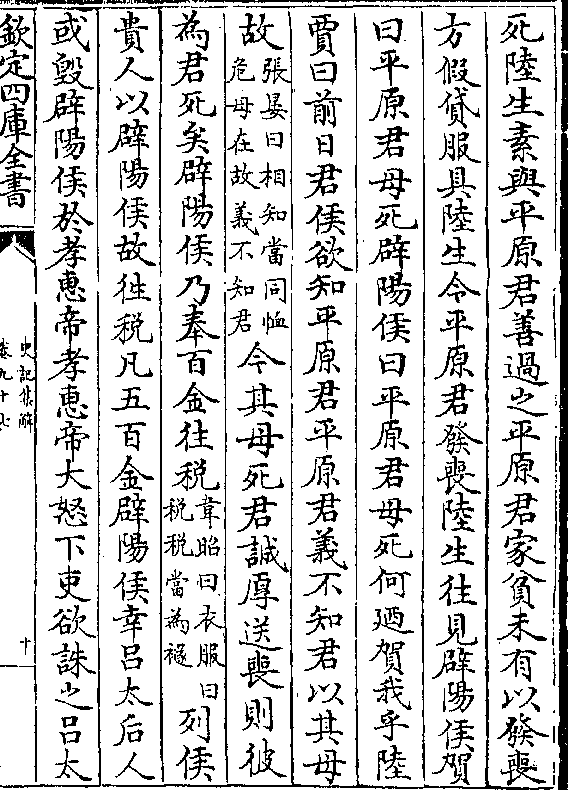 死陸生素與平原君善過之平原君家貧未有以發喪
方假貸服具陸生令平原君發喪陸生往見辟陽侯賀
曰平原君母死辟陽侯曰平原君母死何廼賀我乎陸
賈曰前日君侯欲知平原君平原君義不知君以其母
故張晏曰相知當同恤危母在故義不知君今其母死君誠厚送喪則彼
為君死矣辟陽侯乃奉百金往税韋昭曰衣服曰税税當為襚列侯
貴人以辟陽侯故往税凡五百金辟陽侯幸吕太后人
或毁辟陽侯於孝惠帝孝惠帝大怒下吏欲誅之吕太
欽定四庫全書
史記集解
卷九十七
十